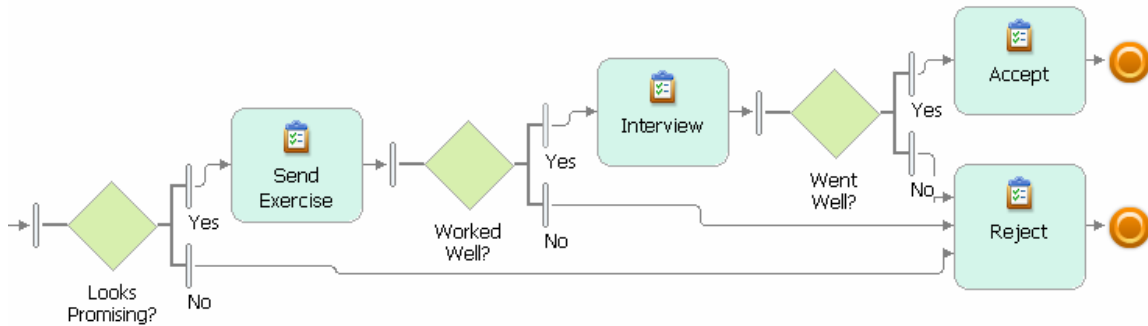 Looks
Promising?
Yes
No
Send
Exercise
Worked
Well?
Yes
No
Interview
Went
Well?
Yes
No
Accept
Reject